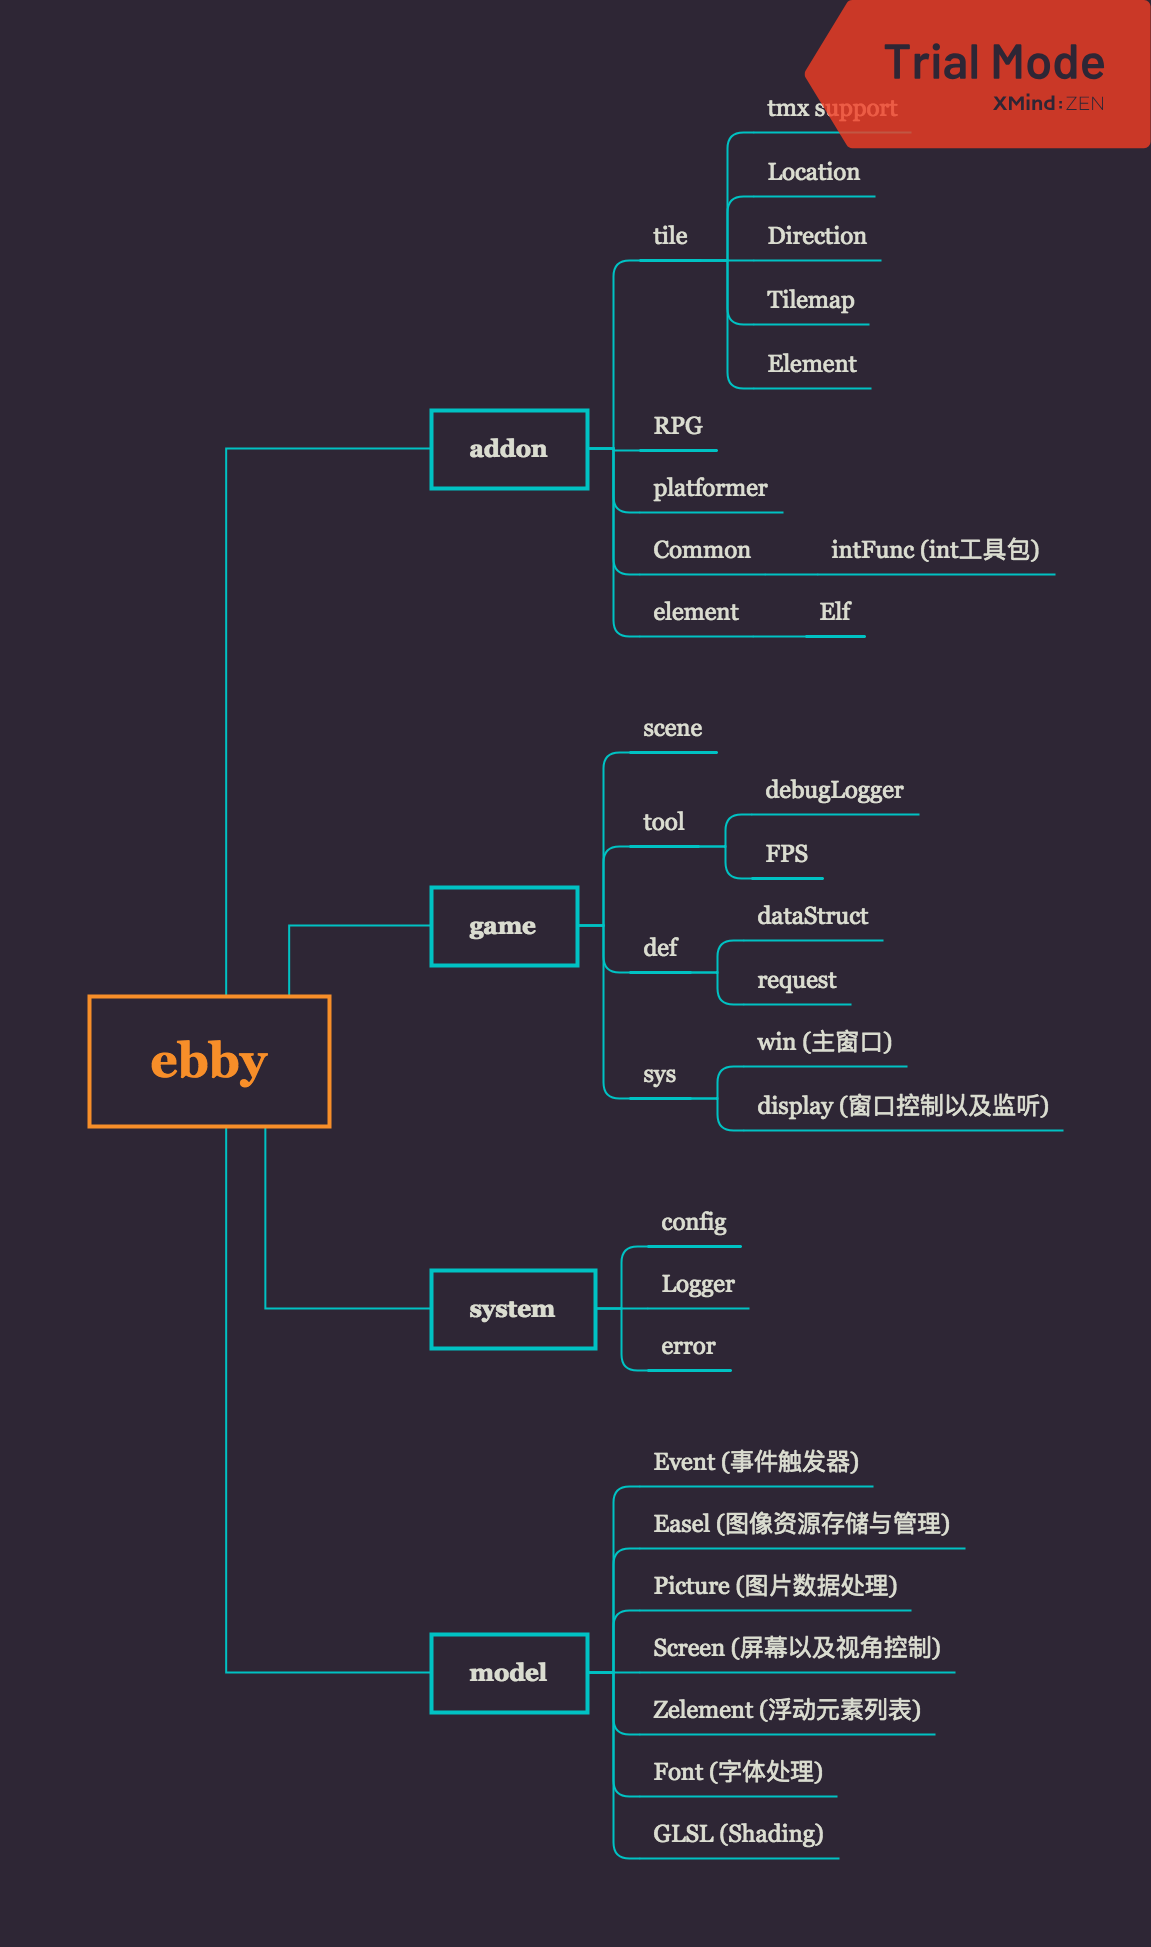 Trial Mode
XMind:ZEN
tmx support
Location
tile
Direction
Tilemap
Element
RPG
addon
platformer
Common
intFunc (int工具包)
element
Elf
scene
debugLogger
tool
FPS
dataStruct
game
def
request
win (主窗口)
ebby
sys
display (窗口控制以及监听)
config
Logger
system
error
Event (事件触发器)
Easel (图像资源存储与管理)
Picture (图片数据处理)
Screen (屏幕以及视角控制)
model
Zelement (浮动元素列表)
Font (字体处理)
GLSL (Shading)